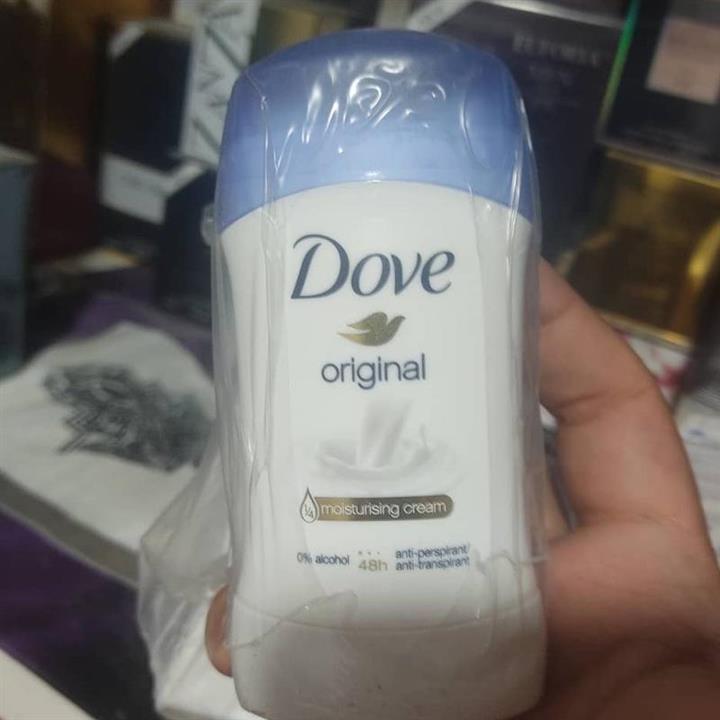 Dove
original
1/4 moisturising cream
0% alcohol 48h anti-perspirant/
anti-transpirant